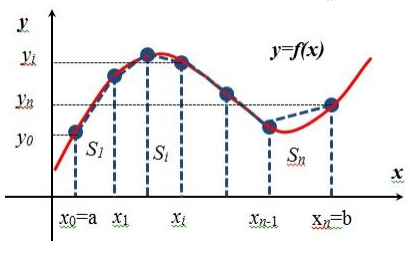 y
y=f(x)
yᵢ
yₙ
y₀
S₁ Sᵢ Sₙ
x
x₀=a x₁ xᵢ xₙ₋₁ xₙ=b